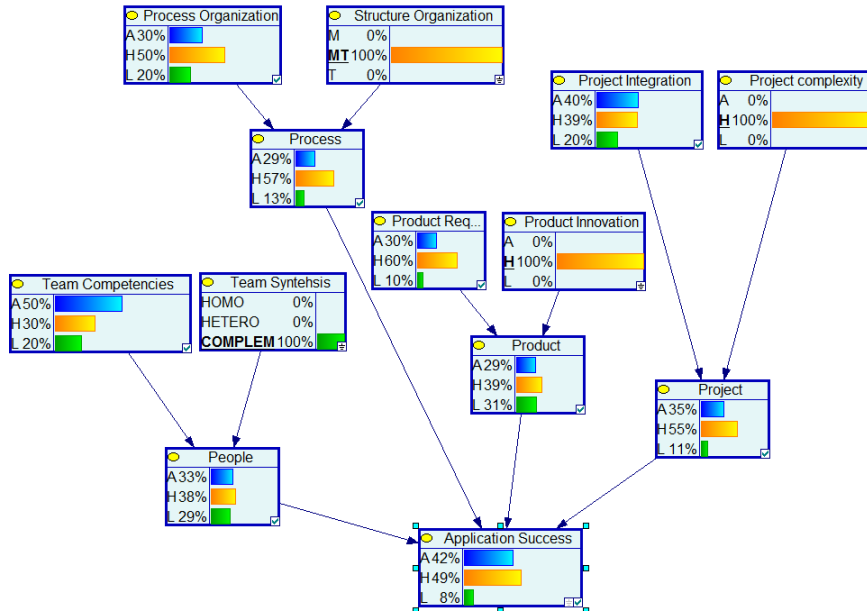 Process Organization
A 30%
H 50%
L 20%
Structure Organization
M 0%
MT 100%
T 0%
Project Integration
A 40%
H 39%
L 20%
Project complexity
A 0%
H 100%
L 0%
Process
A 29%
H 57%
L 13%
Product Req...
A 30%
H 60%
L 10%
Product Innovation
A 0%
H 100%
L 0%
Team Competencies
A 50%
H 30%
L 20%
Team Syntehsis
HOMO 0%
HETERO 0%
COMPLEM 100%
Product
A 29%
H 39%
L 31%
Project
A 35%
H 55%
L 11%
People
A 33%
H 38%
L 29%
Application Success
A 42%
H 49%
L 8%